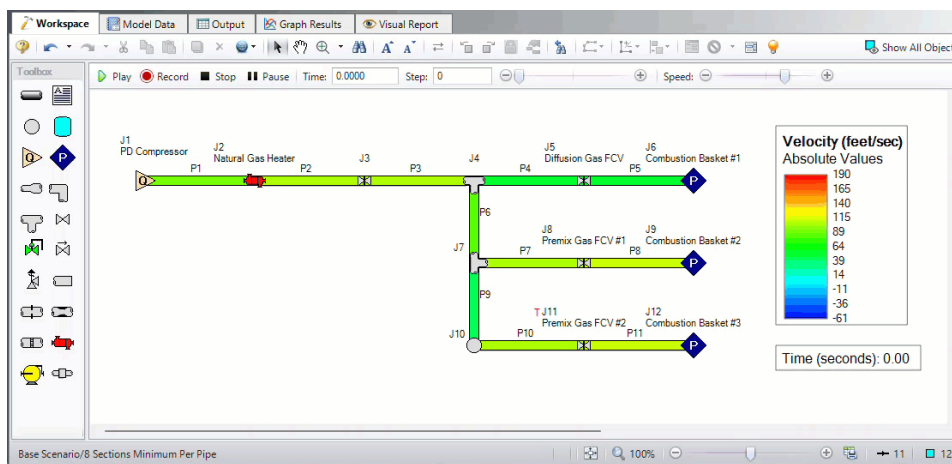 Workspace Model Data Output Graph Results Visual Report
Show All Object
Toolbox
Play Record Stop Pause Time: 0.0000 Step: 0 Speed:
J1
PD Compressor
P1
J2
Natural Gas Heater
P2
J3
P3
J4
P4
J5
Diffusion Gas FCV
P5
J6
Combustion Basket #1
P6
J7
P7
J8
Premix Gas FCV #1
P8
J9
Combustion Basket #2
P9
J10
P10
T J11
Premix Gas FCV #2
P11
J12
Combustion Basket #3
Velocity (feet/sec)
Absolute Values
190
165
140
115
89
64
39
14
-11
-36
-61
Time (seconds): 0.00
Base Scenario/8 Sections Minimum Per Pipe 100% 11 12